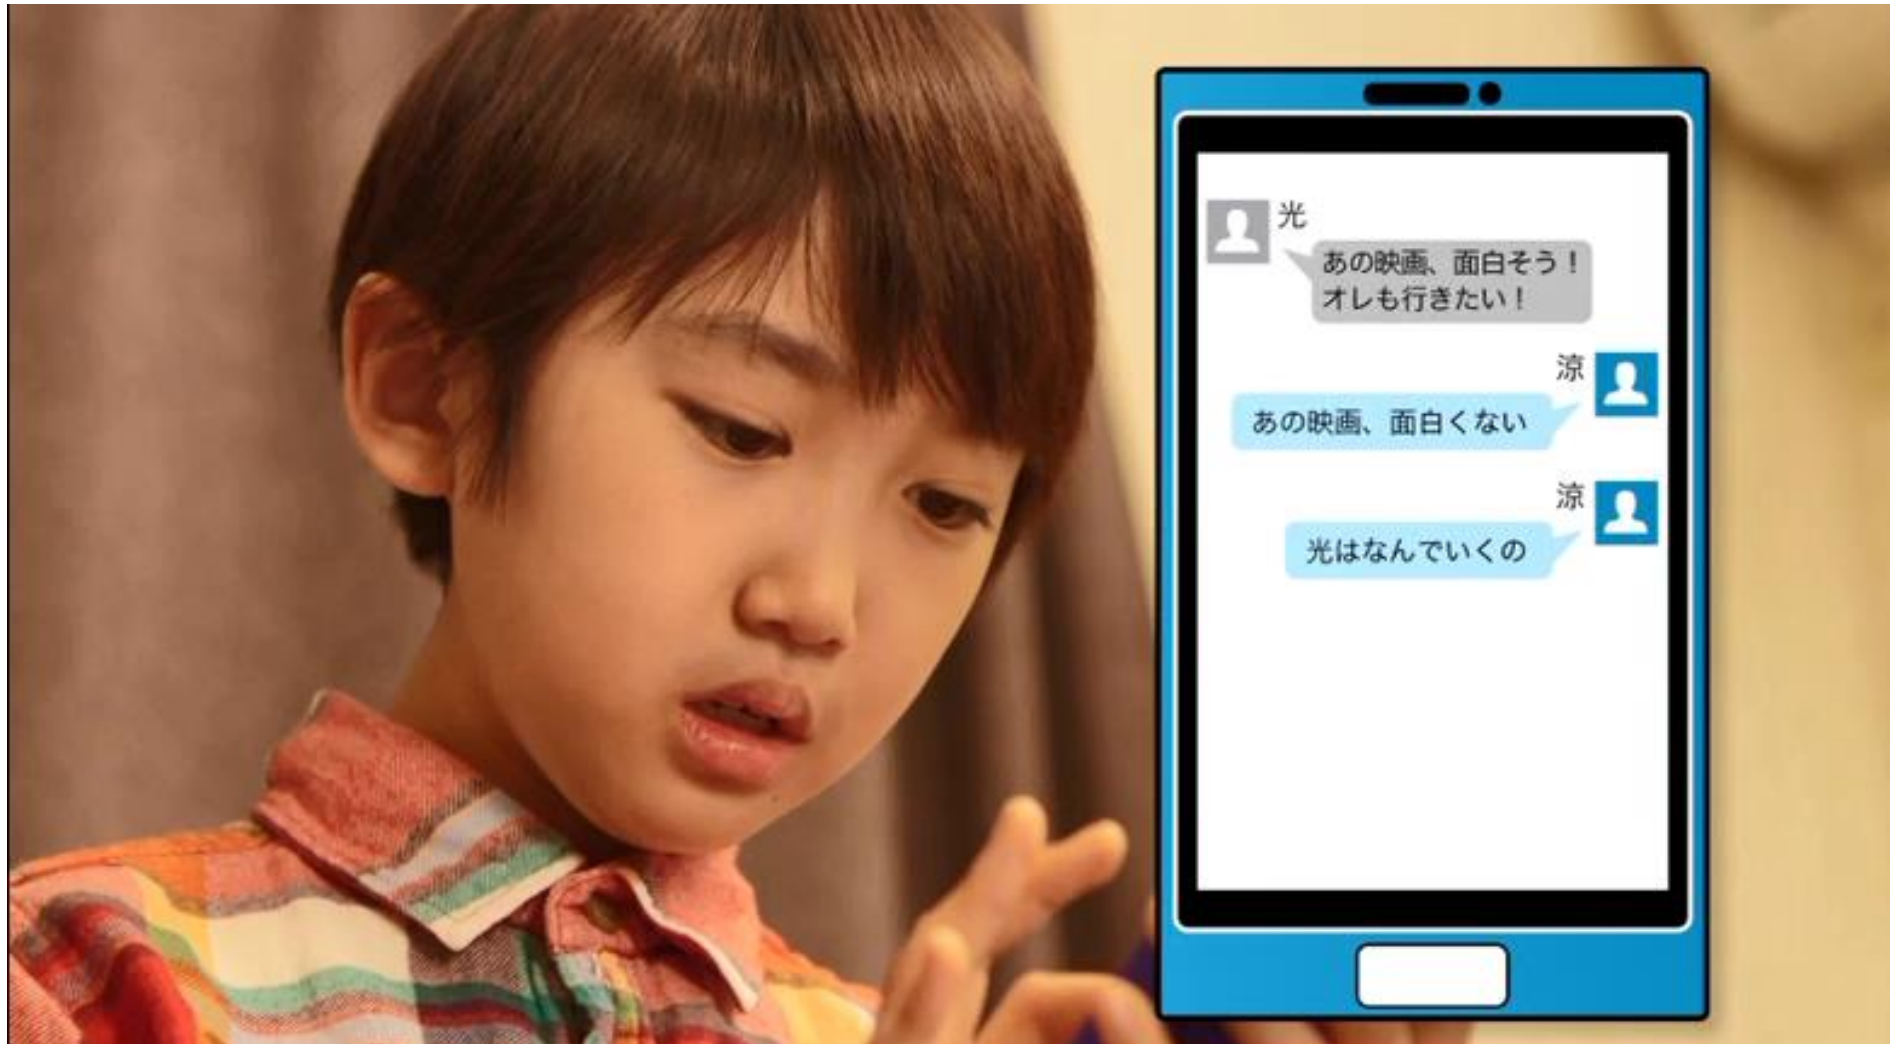 光
あの映画、面白そう！
オレも行きたい！
涼
あの映画、面白くない
涼
光はなんでいくの